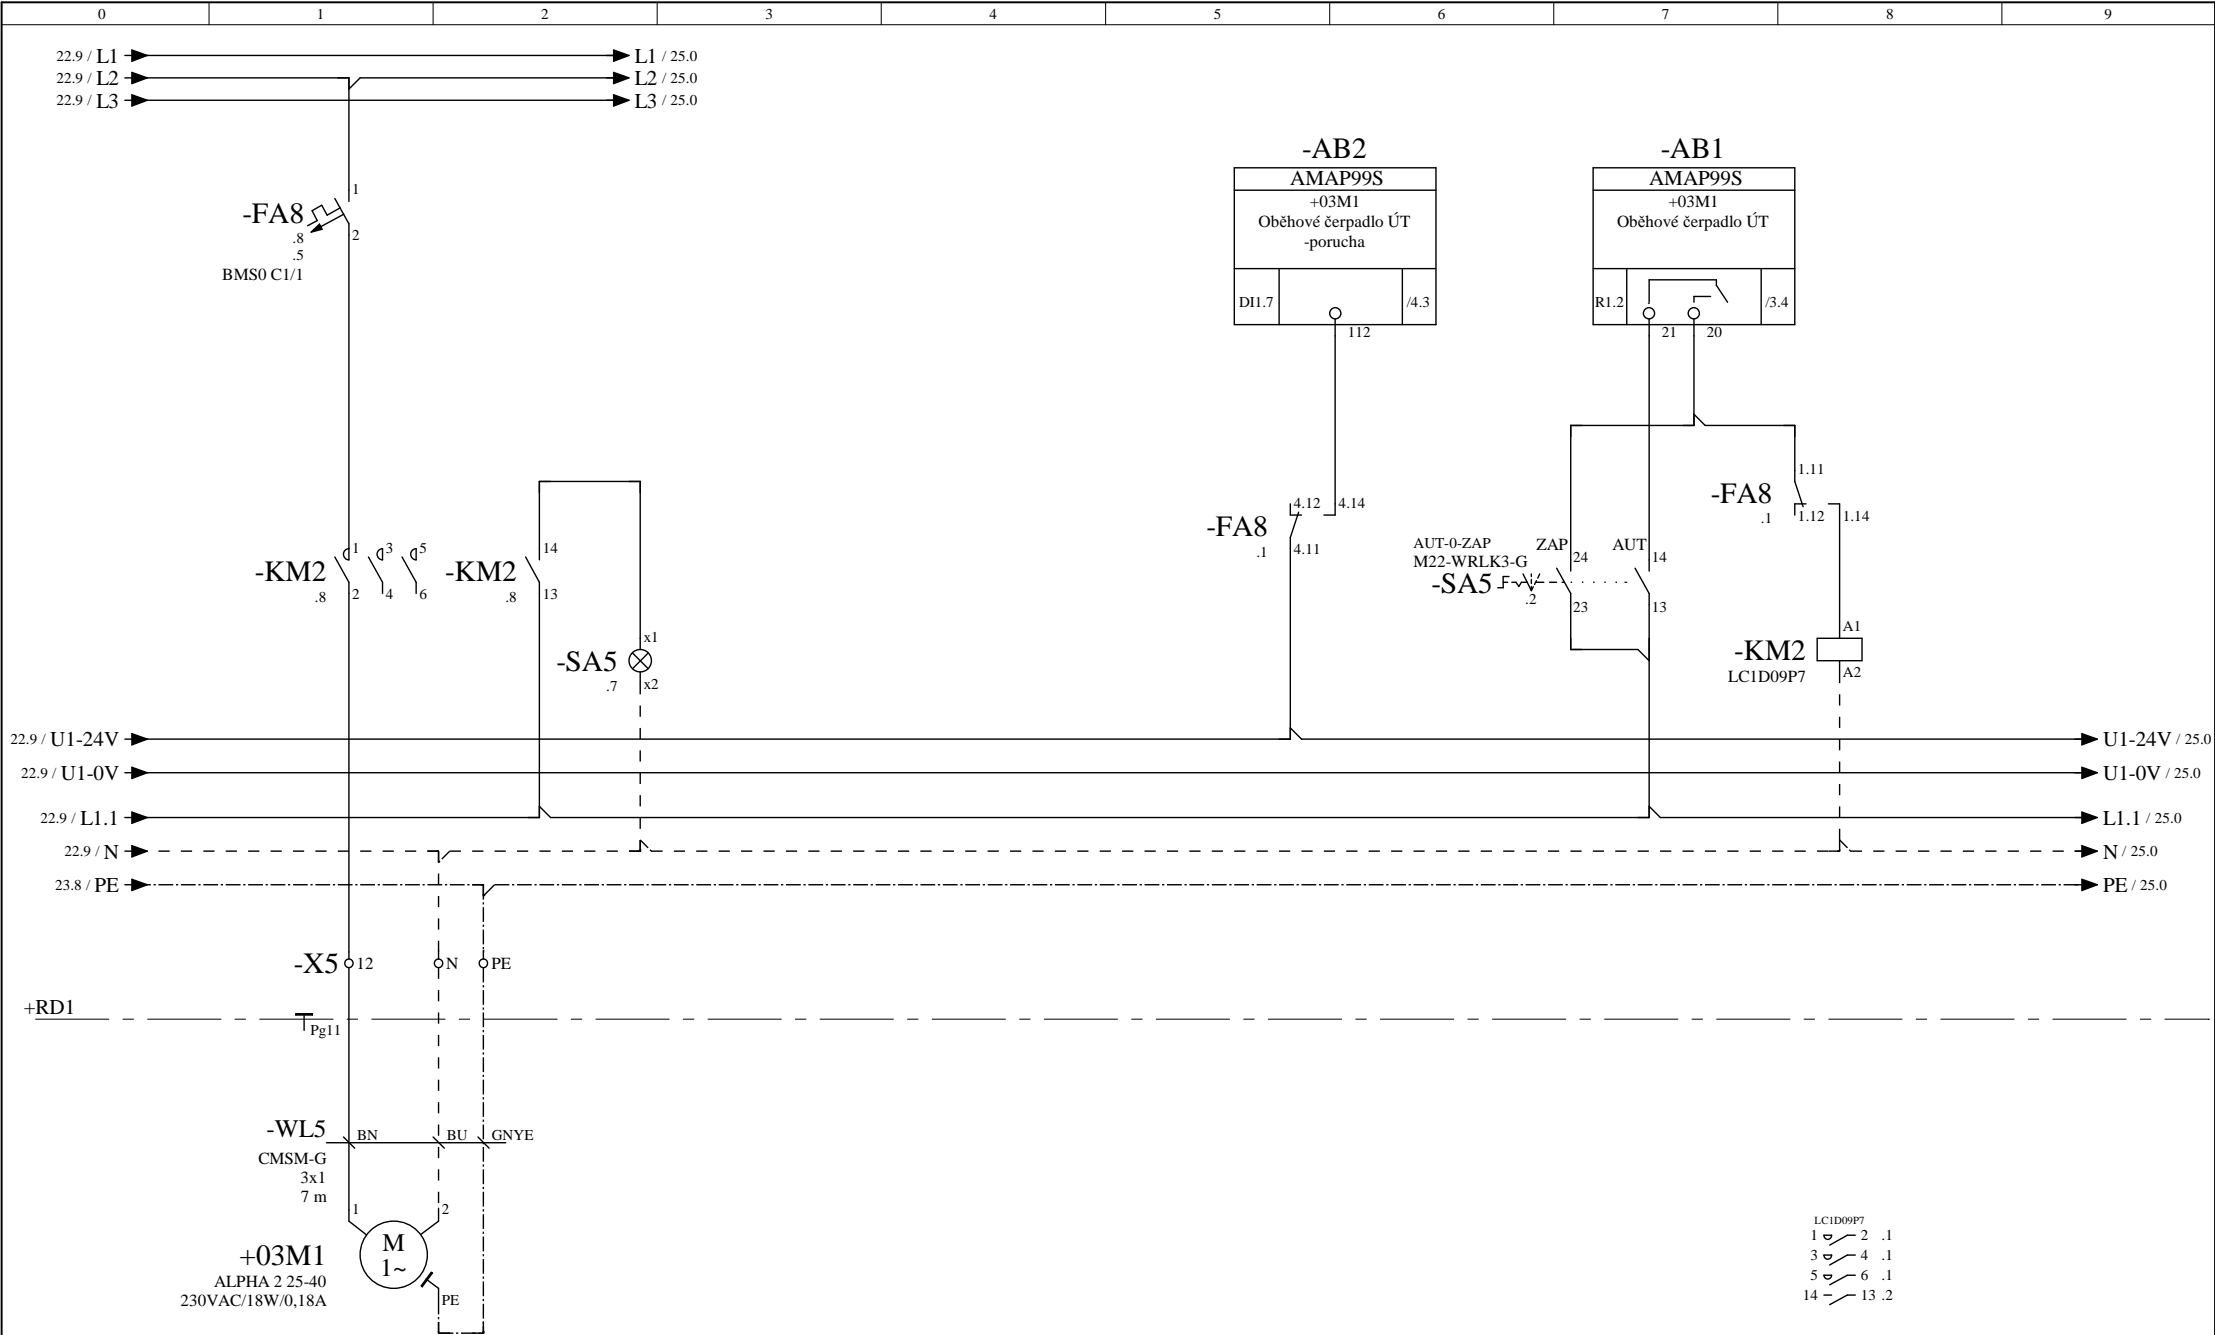 0 1 2 3 4 5 6 7 8 9
22.9 / L1 L1 / 25.0
22.9 / L2 L2 / 25.0
22.9 / L3 L3 / 25.0
-AB2
AMAP99S
+03M1
Oběhové čerpadlo ÚT
-porucha
DI1.7 /4.3
112
-AB1
AMAP99S
+03M1
Oběhové čerpadlo ÚT
R1.2 /3.4
21 20
1
-FA8
.8
2
.5
BMS0 C1/1
1.11
-FA8
.1 1.12 1.14
4.12 4.14
-FA8
.1 4.11
AUT-0-ZAP
M22-WRLK3-G
-SA5
.2
ZAP 24
23
AUT 14
13
1 3 5
-KM2
.8 2 4 6
14
-KM2
.8 13
x1
-SA5
.7 x2
A1
-KM2
LC1D09P7 A2
22.9 / U1-24V U1-24V / 25.0
22.9 / U1-0V U1-0V / 25.0
22.9 / L1.1 L1.1 / 25.0
22.9 / N N / 25.0
23.8 / PE PE / 25.0
-X5 12 N PE
+RD1
Pg11
-WL5 BN BU GNYE
CMSM-G
3x1
7 m
1 2
M
1~
+03M1
ALPHA 2 25-40
230VAC/18W/0,18A
PE
LC1D09P7
1 2 .1
3 4 .1
5 6 .1
14 13 .2